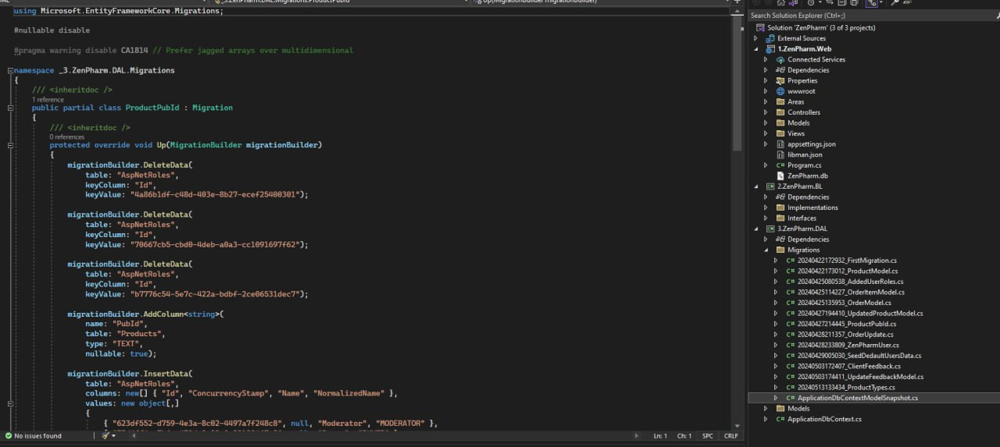 _3.ZenPharm.DAL.Migrations.ProductPubId
Up(MigrationBuilder migrationBuilder)
using Microsoft.EntityFrameworkCore.Migrations;
#nullable disable
#pragma warning disable CA1814 // Prefer jagged arrays over multidimensional
namespace _3.ZenPharm.DAL.Migrations
{
/// <inheritdoc />
1 reference
public partial class ProductPubId : Migration
{
/// <inheritdoc />
0 references
protected override void Up(MigrationBuilder migrationBuilder)
{
migrationBuilder.DeleteData(
table: "AspNetRoles",
keyColumn: "Id",
keyValue: "4a86b1df-c48d-403e-8b27-ecef25400301");
migrationBuilder.DeleteData(
table: "AspNetRoles",
keyColumn: "Id",
keyValue: "70667cb5-cbd0-4deb-a0a3-cc1091697f62");
migrationBuilder.DeleteData(
table: "AspNetRoles",
keyColumn: "Id",
keyValue: "b7776c54-5e7c-422a-bdbf-2ce06531dec7");
migrationBuilder.AddColumn<string>(
name: "PubId",
table: "Products",
type: "TEXT",
nullable: true);
migrationBuilder.InsertData(
table: "AspNetRoles",
columns: new[] { "Id", "ConcurrencyStamp", "Name", "NormalizedName" },
values: new object[,]
{
{ "623df552-d759-4e3a-8c02-4497a7f248c8", null, "Moderator", "MODERATOR" },
No issues found
Ln: 1 Ch: 1 SPC CRLF
Search Solution Explorer (Ctrl+;)
Solution 'ZenPharm' (3 of 3 projects)
External Sources
1.ZenPharm.Web
Connected Services
Dependencies
Properties
wwwroot
Areas
Controllers
Models
Views
appsettings.json
libman.json
C# Program.cs
ZenPharm.db
2.ZenPharm.BL
Dependencies
Implementations
Interfaces
3.ZenPharm.DAL
Dependencies
Migrations
C# 20240422172932_FirstMigration.cs
C# 20240422173012_ProductModel.cs
C# 20240425080538_AddedUserRoles.cs
C# 20240425114227_OrderItemModel.cs
C# 20240425135953_OrderModel.cs
C# 20240427194410_UpdatedProductModel.cs
C# 20240427214445_ProductPubId.cs
C# 20240428211357_OrderUpdate.cs
C# 20240428233809_ZenPharmUser.cs
C# 20240429005030_SeedDedaultUsersData.cs
C# 20240503172407_ClientFeedback.cs
C# 20240503174411_UpdateFeedbackModel.cs
C# 20240513133434_ProductTypes.cs
C# ApplicationDbContextModelSnapshot.cs
Models
C# ApplicationDbContext.cs